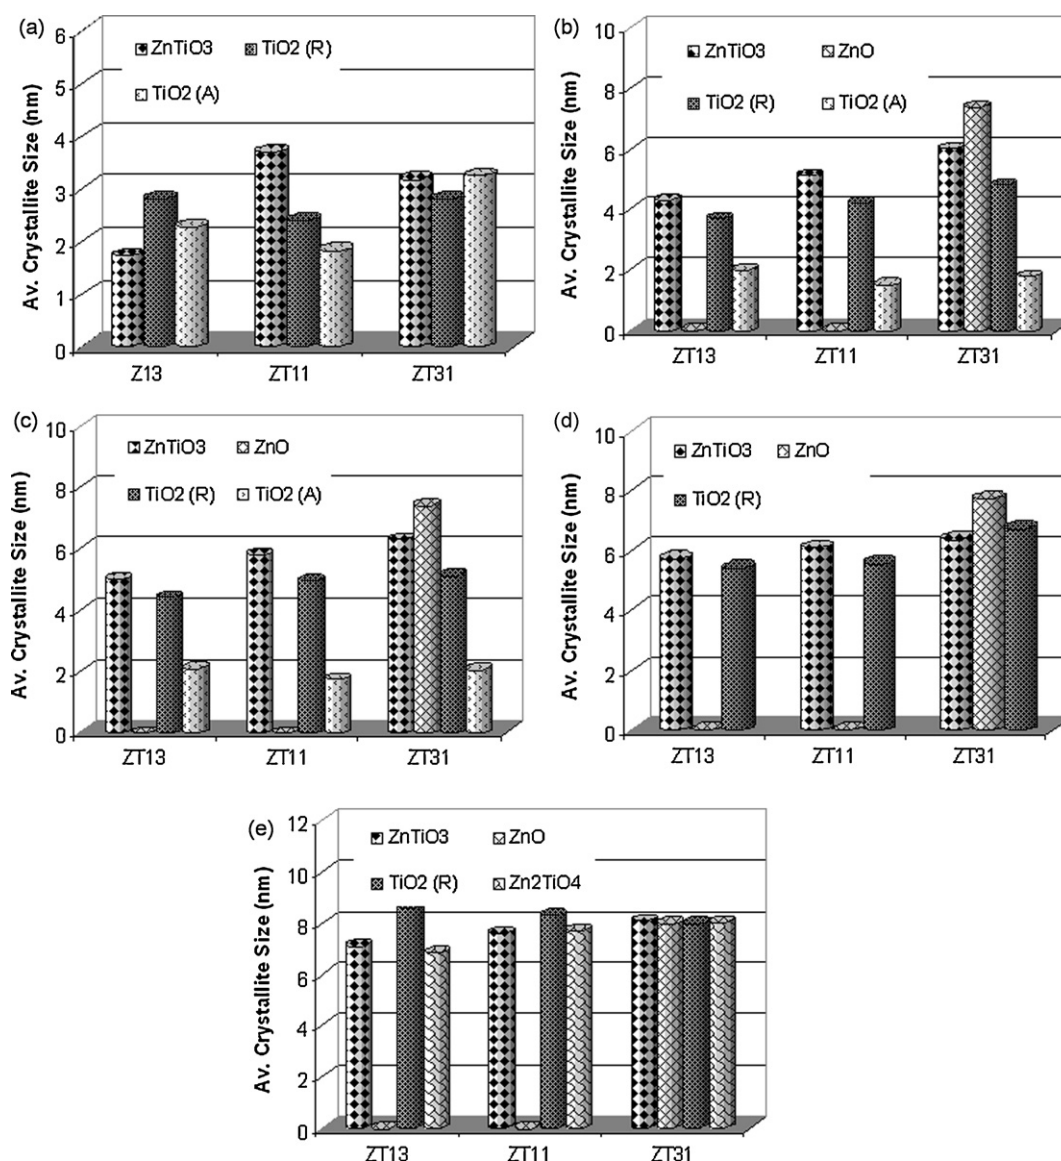 (a)
Av. Crystallite Size (nm)
6
5
4
3
2
1
0
ZnTiO3 TiO2 (R)
TiO2 (A)
Z13 ZT11 ZT31
(b)
Av. Crystallite Size (nm)
10
8
6
4
2
0
ZnTiO3 ZnO
TiO2 (R) TiO2 (A)
ZT13 ZT11 ZT31
(c)
Av. Crystallite Size (nm)
10
8
6
4
2
0
ZnTiO3 ZnO
TiO2 (R) TiO2 (A)
ZT13 ZT11 ZT31
(d)
Av. Crystallite Size (nm)
10
8
6
4
2
0
ZnTiO3 ZnO
TiO2 (R)
ZT13 ZT11 ZT31
(e)
Av. Crystallite Size (nm)
12
10
8
6
4
2
0
ZnTiO3 ZnO
TiO2 (R) Zn2TiO4
ZT13 ZT11 ZT31